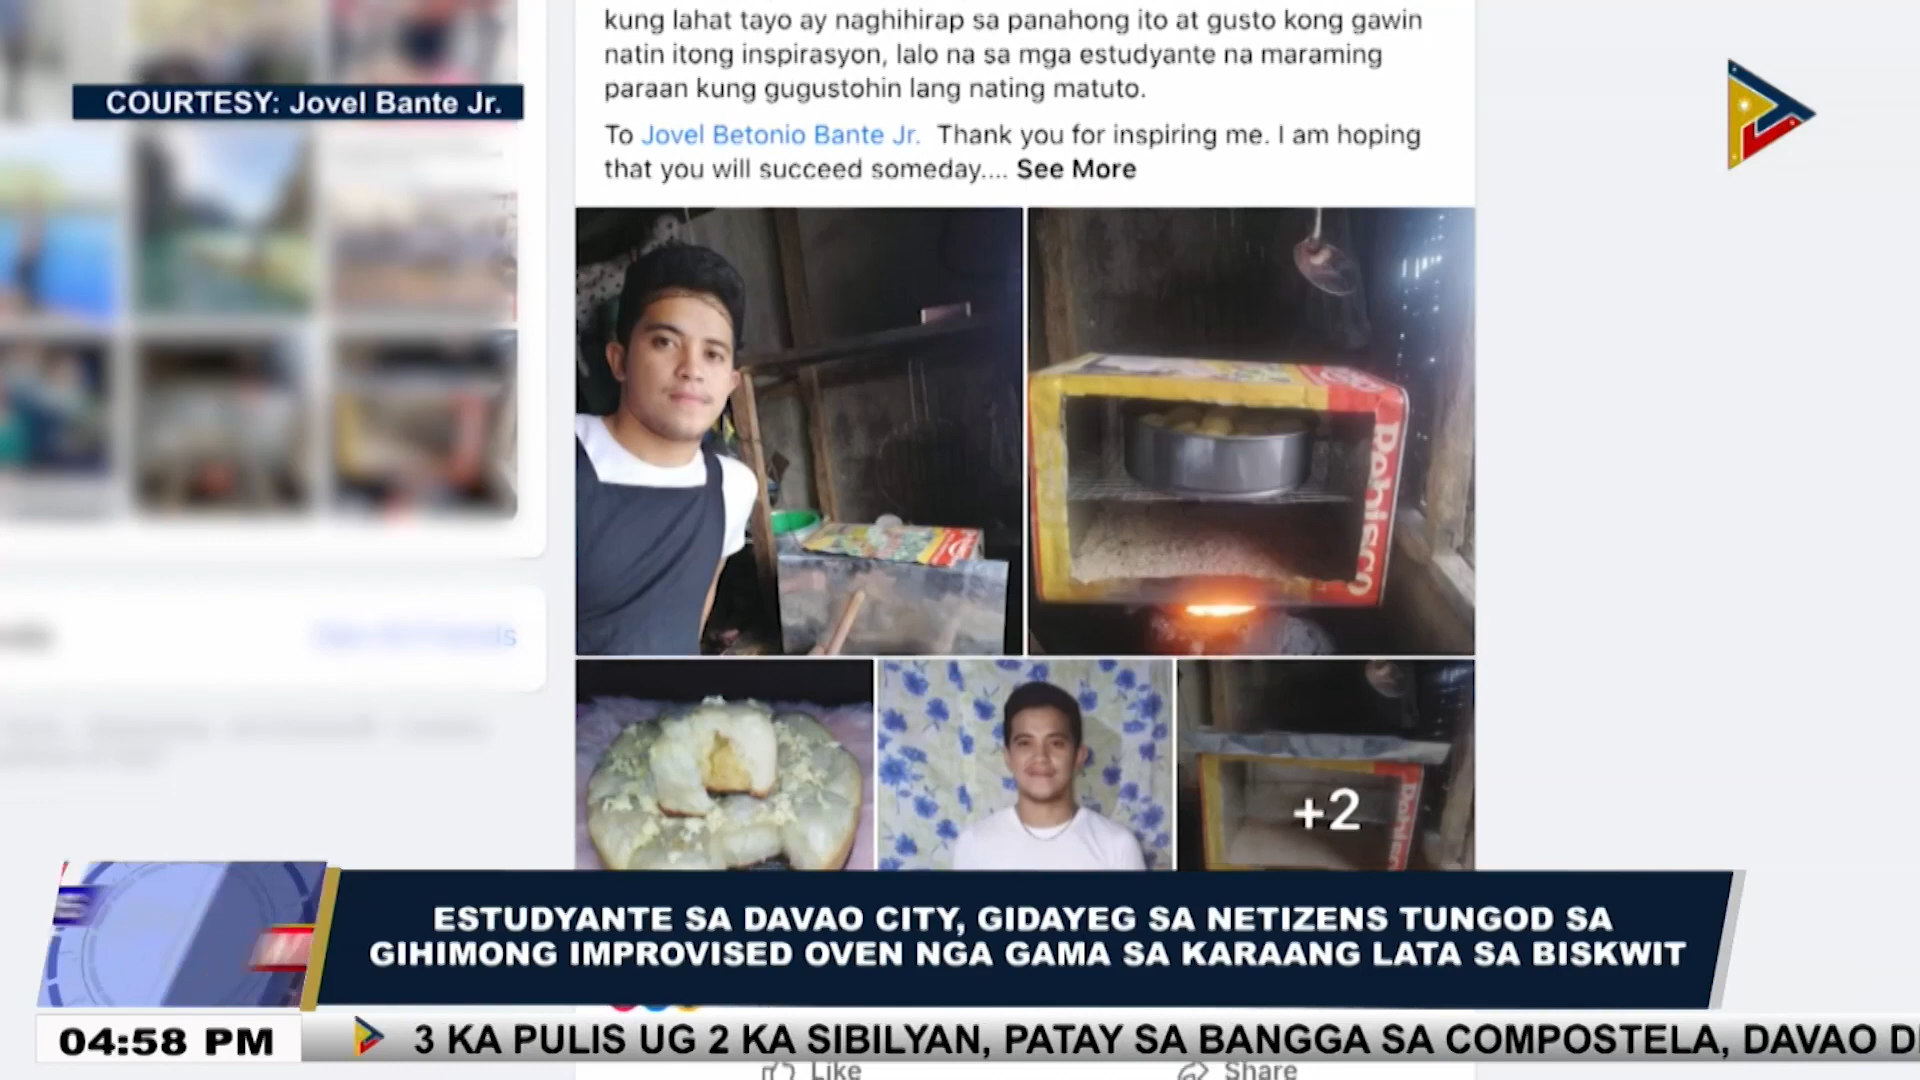 kung lahat tayo ay naghihirap sa panahong ito at gusto kong gawin
natin itong inspirasyon, lalo na sa mga estudyante na maraming
paraan kung gugustohin lang nating matuto.
COURTESY: Jovel Bante Jr.
To Jovel Betonio Bante Jr. Thank you for inspiring me. I am hoping
that you will succeed someday.... See More
Rebisco
+2
ESTUDYANTE SA DAVAO CITY, GIDAYEG SA NETIZENS TUNGOD SA
GIHIMONG IMPROVISED OVEN NGA GAMA SA KARAANG LATA SA BISKWIT
04:58 PM
3 KA PULIS UG 2 KA SIBILYAN, PATAY SA BANGGA SA COMPOSTELA, DAVAO
Like
Share